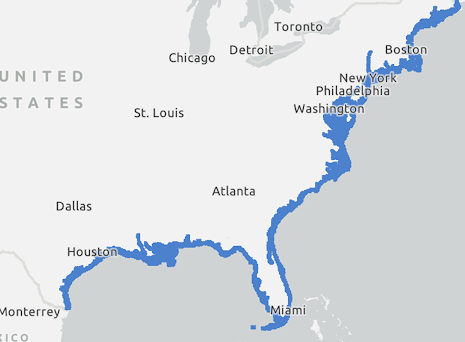 Toronto
Boston
Detroit
Chicago
New York
UNITED
Philadelphia
STATES
Washington
St. Louis
Atlanta
Dallas
Houston
Monterrey
Miami
XICO